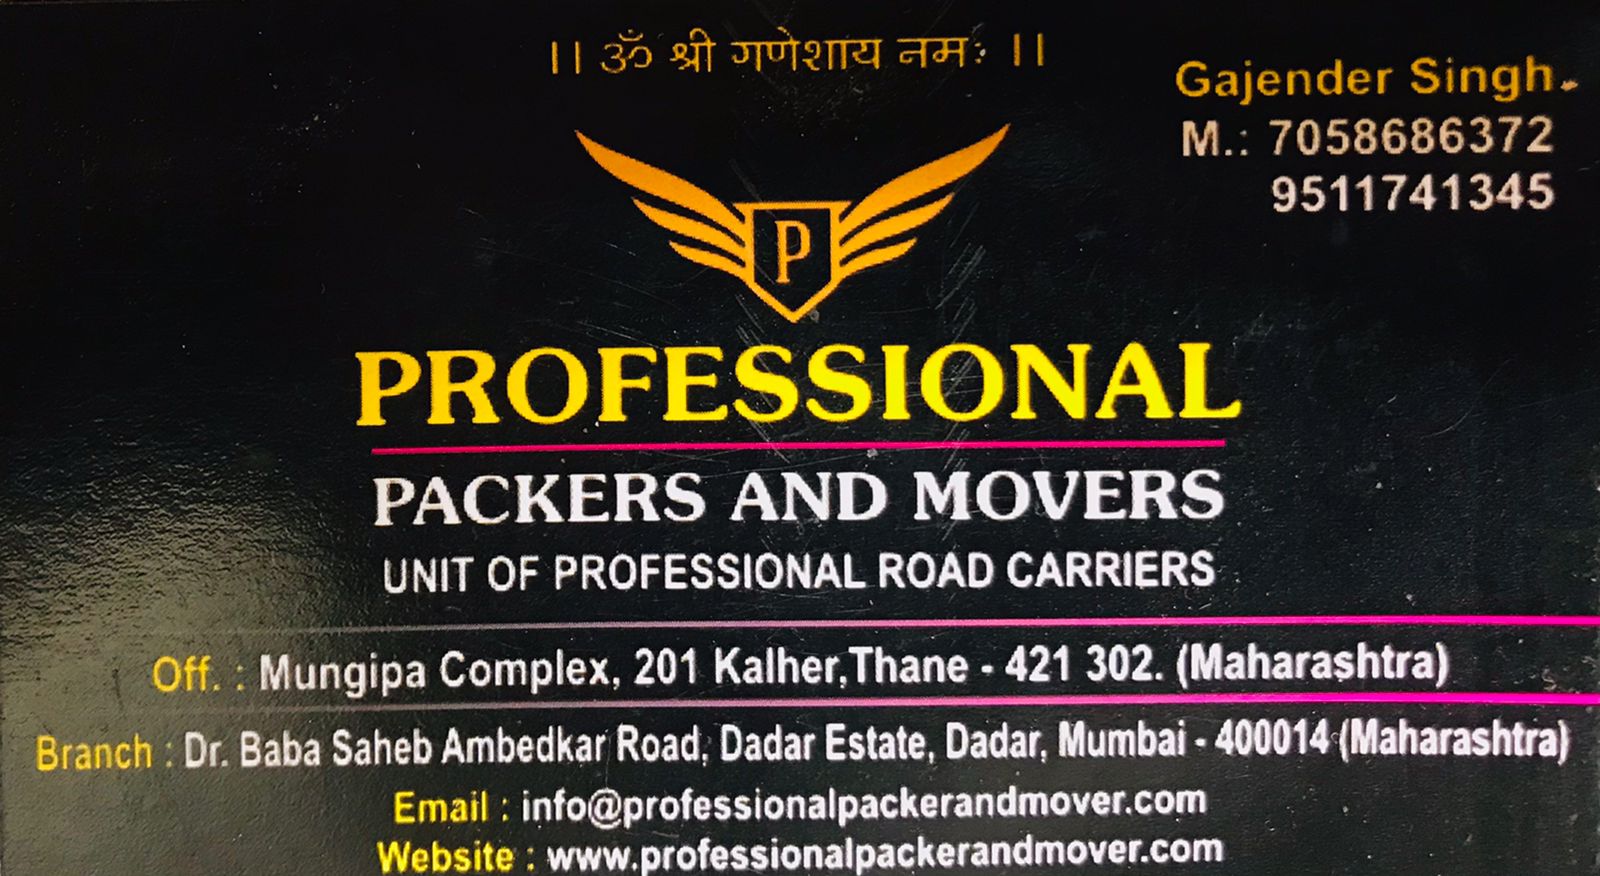 ।। ॐ श्री गणेशाय नमः ।।
Gajender Singh
M.: 7058686372
9511741345
P
PROFESSIONAL
PACKERS AND MOVERS
UNIT OF PROFESSIONAL ROAD CARRIERS
Off. : Mungipa Complex, 201 Kalher,Thane - 421 302. (Maharashtra)
Branch : Dr. Baba Saheb Ambedkar Road, Dadar Estate, Dadar, Mumbai - 400014 (Maharashtra)
Email : info@professionalpackerandmover.com
Website : www.professionalpackerandmover.com